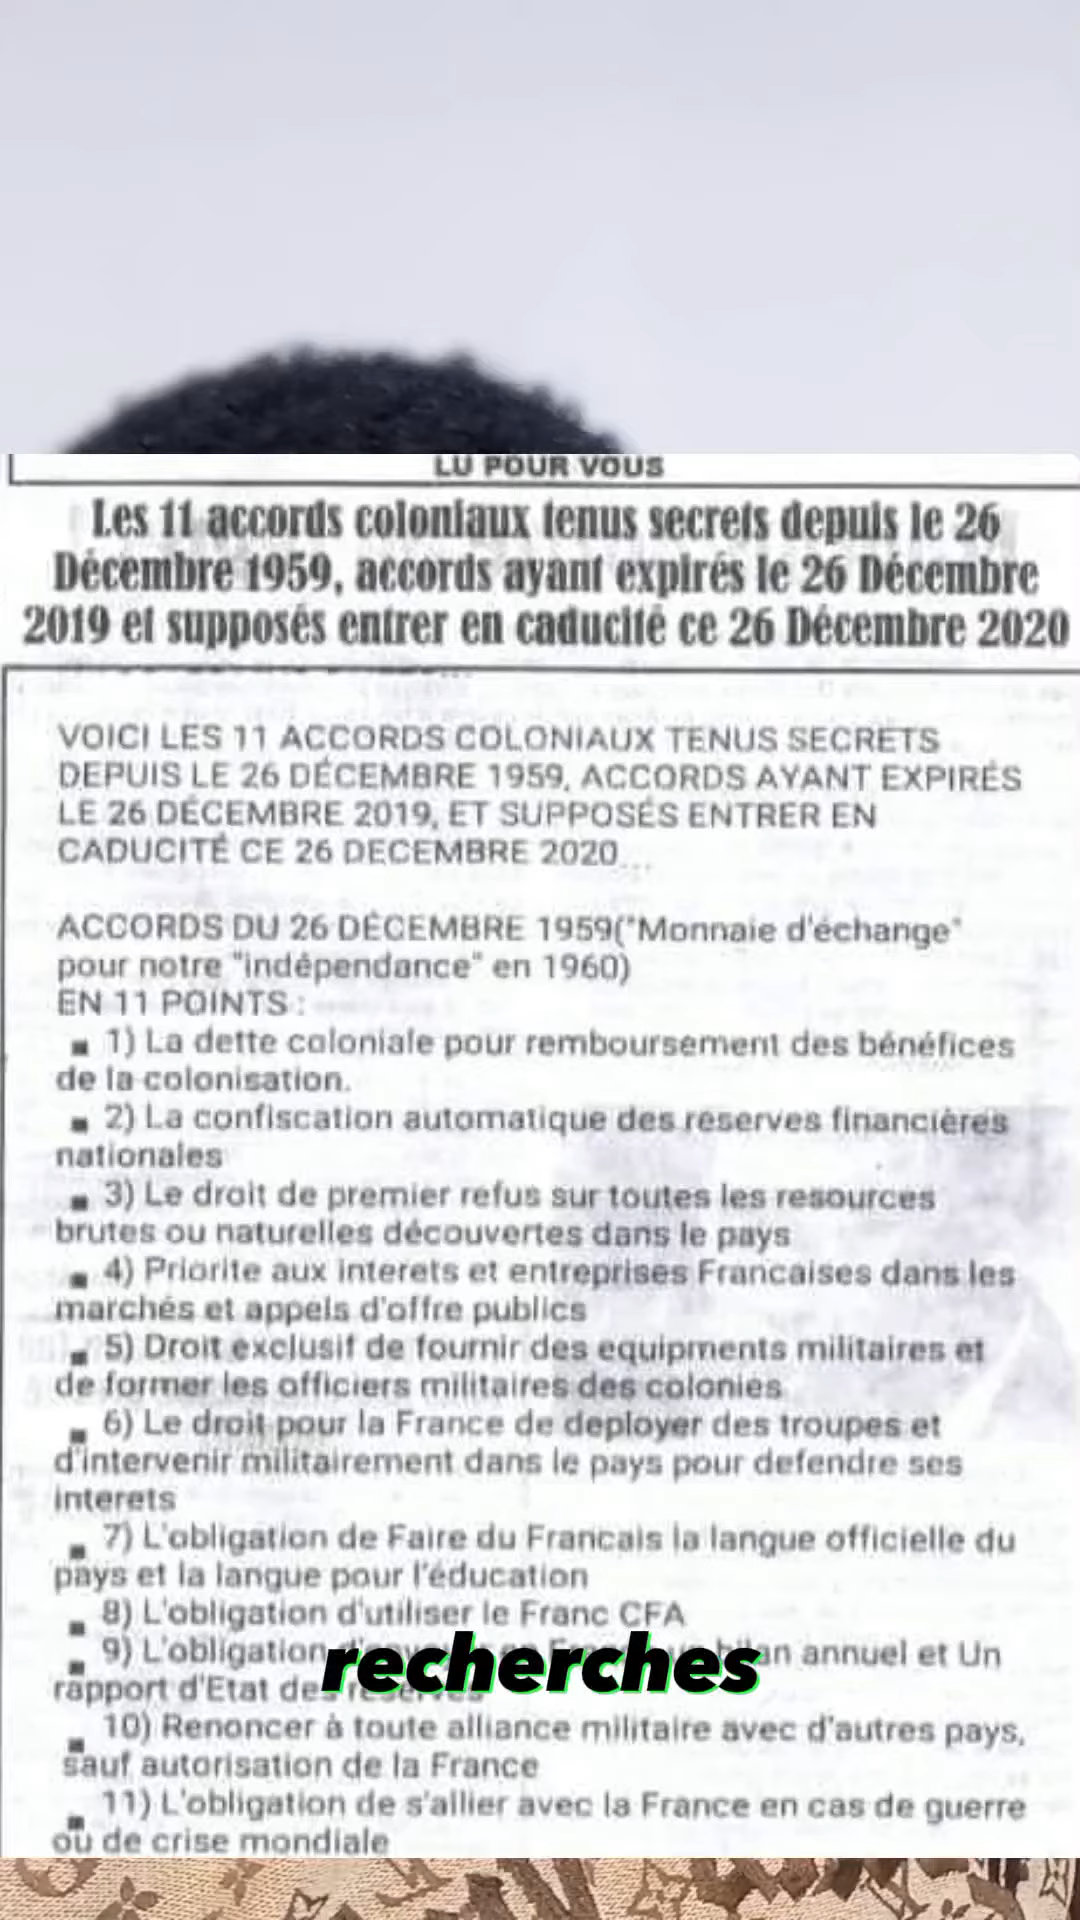 LU POUR VOUS
Les 11 accords coloniaux tenus secrets depuis le 26
Décembre 1959, accords ayant expirés le 26 Décembre
2019 et supposés entrer en caducité ce 26 Décembre 2020
VOICI LES 11 ACCORDS COLONIAUX TENUS SECRETS
DEPUIS LE 26 DÉCEMBRE 1959, ACCORDS AYANT EXPIRÉS
LE 26 DÉCEMBRE 2019, ET SUPPOSÉS ENTRER EN
CADUCITÉ CE 26 DECEMBRE 2020...
ACCORDS DU 26 DÉCEMBRE 1959("Monnaie d'échange"
pour notre "indépendance" en 1960)
EN 11 POINTS :
1) La dette coloniale pour remboursement des bénéfices
de la colonisation.
2) La confiscation automatique des reserves financières
nationales
3) Le droit de premier refus sur toutes les resources
brutes ou naturelles découvertes dans le pays
4) Priorite aux interets et entreprises Francaises dans les
marchés et appels d'offre publics
5) Droit exclusif de fournir des equipments militaires et
de former les officiers militaires des colonies
6) Le droit pour la France de deployer des troupes et
d'intervenir militairement dans le pays pour defendre ses
interets
7) L'obligation de Faire du Francais la langue officielle du
pays et la langue pour l'éducation
8) L'obligation d'utiliser le Franc CFA
9) L'obligation bilan annuel et Un
rapport d'Etat des
recherches
10) Renoncer à toute alliance militaire avec d'autres pays,
sauf autorisation de la France
11) L'obligation de s'allier avec la France en cas de guerre
ou de crise mondiale